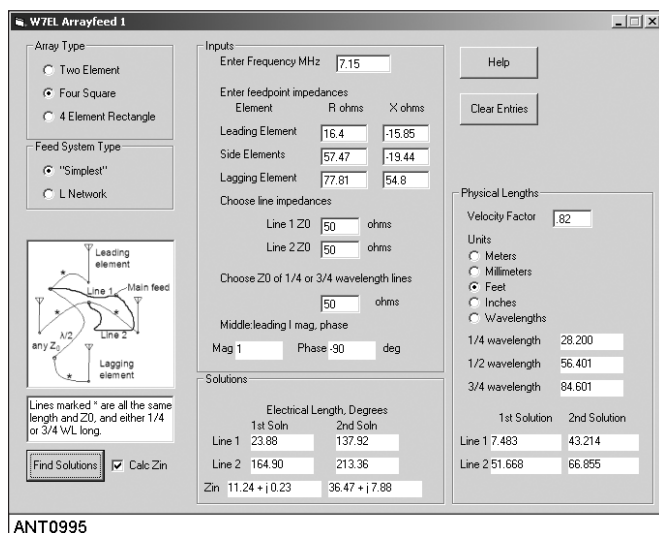 W7EL Arrayfeed 1
Array Type
Two Element
Four Square
4 Element Rectangle
Feed System Type
"Simplest"
L Network
Leading element
Line 1
Main feed
Line 2
λ/2
any Z0
Lagging element
Lines marked * are all the same
length and Z0, and either 1/4
or 3/4 WL long.
Find Solutions
Calc Zin
Inputs
Enter Frequency MHz 7.15
Enter feedpoint impedances
Element R ohms X ohms
Leading Element 16.4 -15.85
Side Elements 57.47 -19.44
Lagging Element 77.81 54.8
Choose line impedances
Line 1 Z0 50 ohms
Line 2 Z0 50 ohms
Choose Z0 of 1/4 or 3/4 wavelength lines
50 ohms
Middle:leading I mag, phase
Mag 1 Phase -90 deg
Solutions
Electrical Length, Degrees
1st Soln 2nd Soln
Line 1 23.88 137.92
Line 2 164.90 213.36
Zin 11.24 + j 0.23 36.47 + j 7.88
Help
Clear Entries
Physical Lengths
Velocity Factor .82
Units
Meters
Millimeters
Feet
Inches
Wavelengths
1/4 wavelength 28.200
1/2 wavelength 56.401
3/4 wavelength 84.601
1st Solution 2nd Solution
Line 1 7.483 43.214
Line 2 51.668 66.855
ANT0995